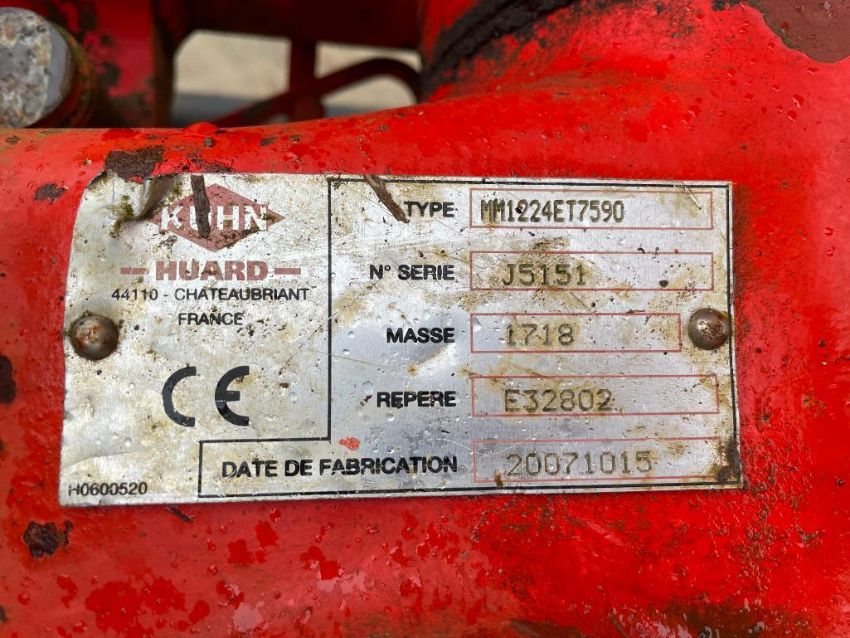 KUHN
HUARD
44110 - CHATEAUBRIANT
FRANCE
CE
H0600520
TYPE MM1224ET7590
N° SERIE J5151
MASSE 1718
REPERE E32802
DATE DE FABRICATION 20071015